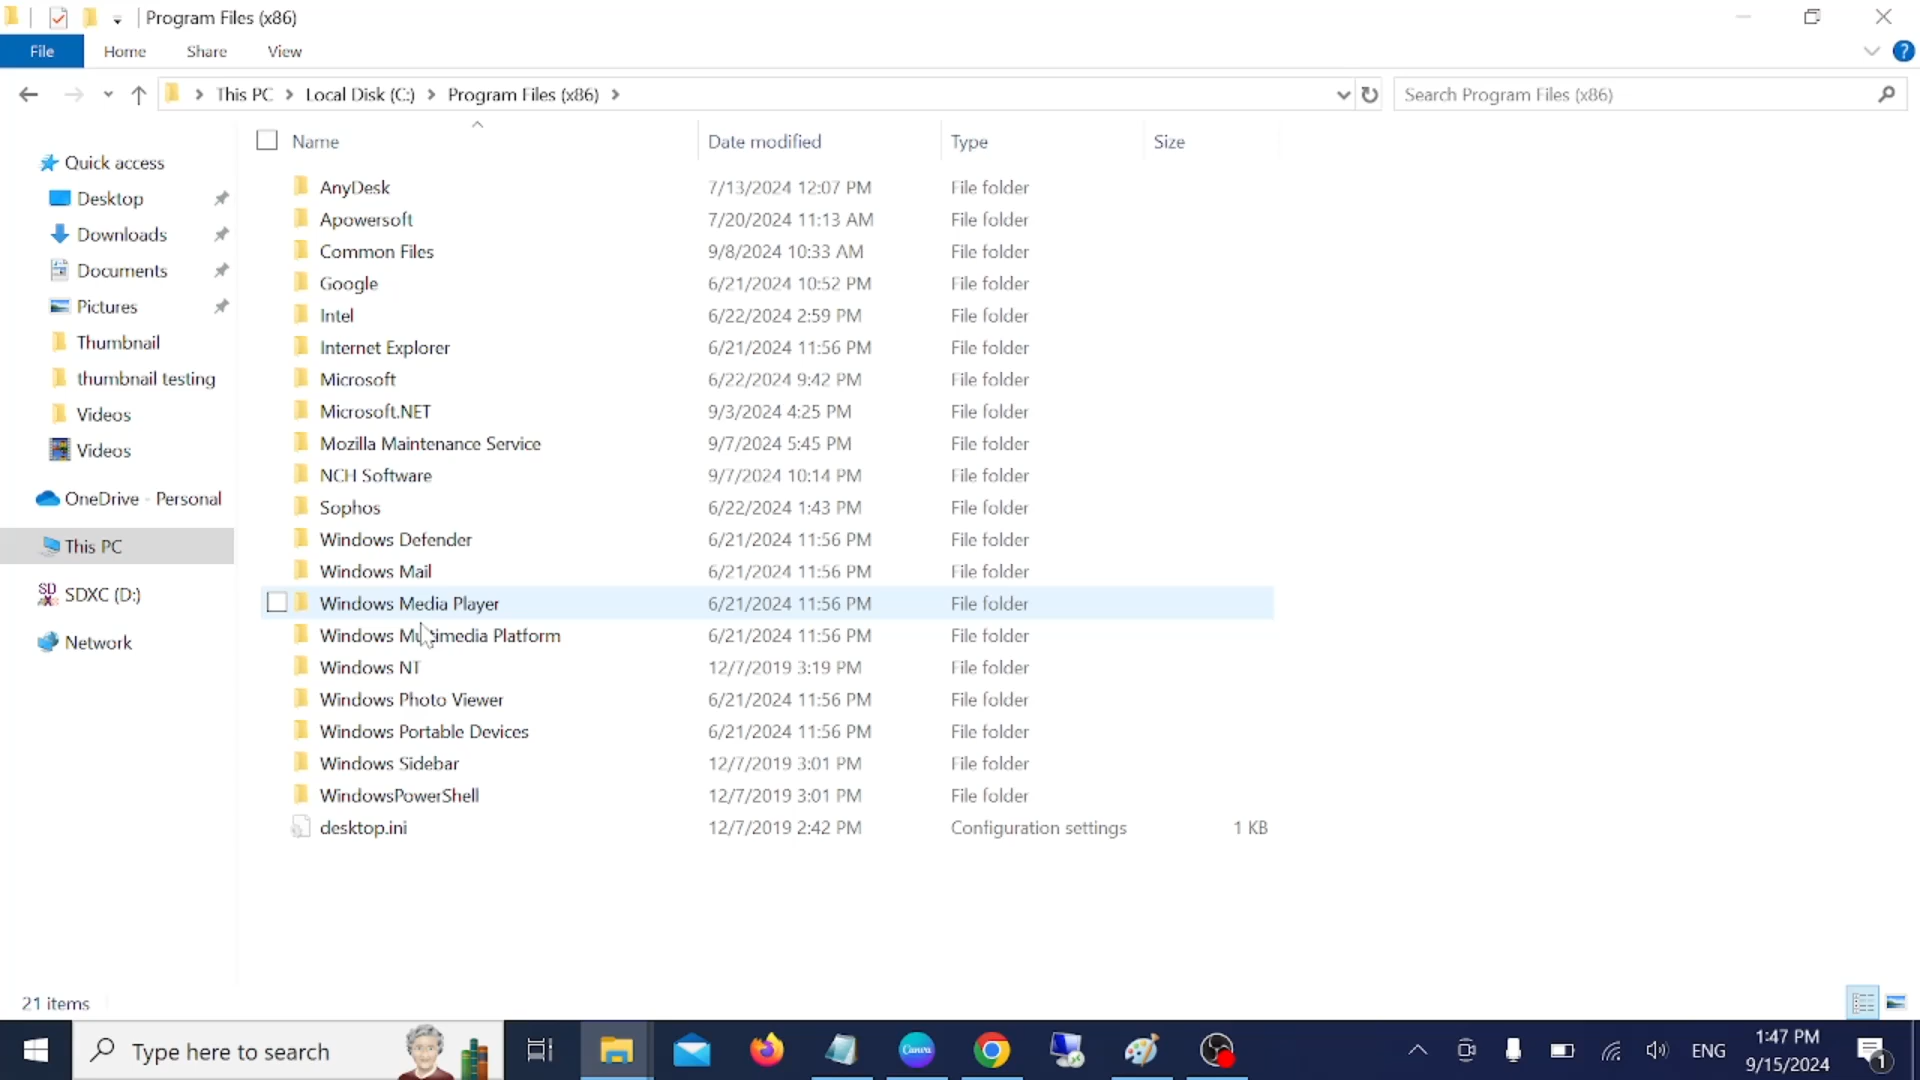 Program Files (x86)
File Home Share View
This PC Local Disk (C:) Program Files (x86)
Search Program Files (x86)
Name Date modified Type Size
Quick access
Desktop
Downloads
Documents
Pictures
Thumbnail
thumbnail testing
Videos
Videos
OneDrive - Personal
This PC
SDXC (D:)
Network
AnyDesk 7/13/2024 12:07 PM File folder
Apowersoft 7/20/2024 11:13 AM File folder
Common Files 9/8/2024 10:33 AM File folder
Google 6/21/2024 10:52 PM File folder
Intel 6/22/2024 2:59 PM File folder
Internet Explorer 6/21/2024 11:56 PM File folder
Microsoft 6/22/2024 9:42 PM File folder
Microsoft.NET 9/3/2024 4:25 PM File folder
Mozilla Maintenance Service 9/7/2024 5:45 PM File folder
NCH Software 9/7/2024 10:14 PM File folder
Sophos 6/22/2024 1:43 PM File folder
Windows Defender 6/21/2024 11:56 PM File folder
Windows Mail 6/21/2024 11:56 PM File folder
Windows Media Player 6/21/2024 11:56 PM File folder
Windows Multimedia Platform 6/21/2024 11:56 PM File folder
Windows NT 12/7/2019 3:19 PM File folder
Windows Photo Viewer 6/21/2024 11:56 PM File folder
Windows Portable Devices 6/21/2024 11:56 PM File folder
Windows Sidebar 12/7/2019 3:01 PM File folder
WindowsPowerShell 12/7/2019 3:01 PM File folder
desktop.ini 12/7/2019 2:42 PM Configuration settings 1 KB
21 items
Type here to search
Canva
ENG
1:47 PM
9/15/2024
1